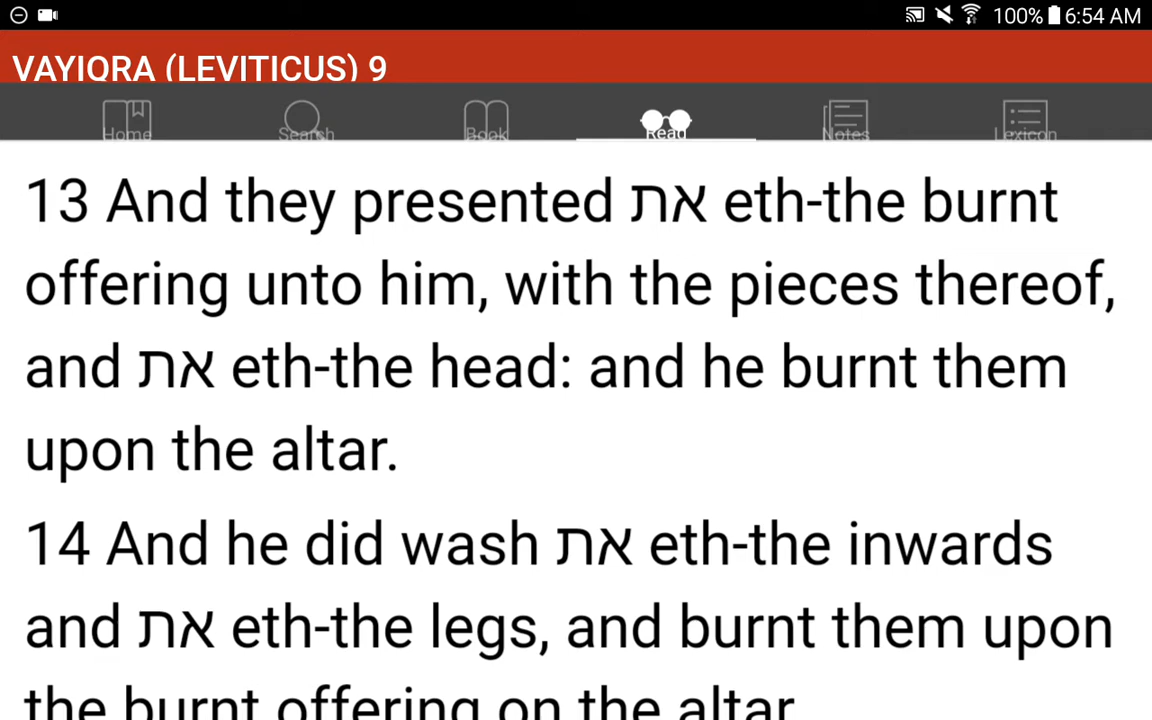 100% 6:54 AM
VAYIQRA (LEVITICUS) 9
Home Search Book Read Notes Lexicon
13 And they presented את eth-the burnt
offering unto him, with the pieces thereof,
and את eth-the head: and he burnt them
upon the altar.
14 And he did wash את eth-the inwards
and את eth-the legs, and burnt them upon
the burnt offering on the altar